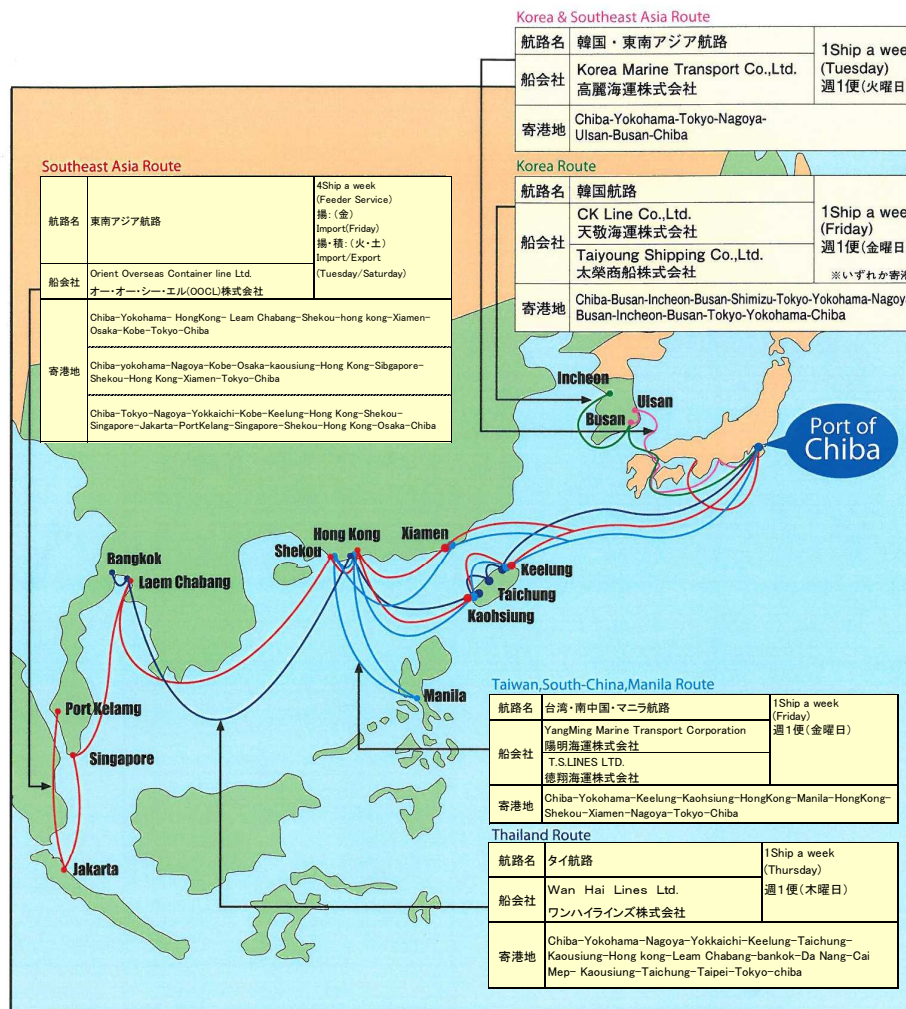 Korea & Southeast Asia Route
航路名 韓国・東南アジア航路
船会社 Korea Marine Transport Co.,Ltd.
高麗海運株式会社
1Ship a wee
(Tuesday)
週1便(火曜日
寄港地 Chiba-Yokohama-Tokyo-Nagoya-
Ulsan-Busan-Chiba
Korea Route
航路名 韓国航路
船会社 CK Line Co.,Ltd.
天敬海運株式会社
Taiyoung Shipping Co.,Ltd.
太榮商船株式会社
1Ship a wee
(Friday)
週1便(金曜日
※いずれか寄港
寄港地 Chiba-Busan-Incheon-Busan-Shimizu-Tokyo-Yokohama-Nagoya
Busan-Incheon-Busan-Tokyo-Yokohama-Chiba
Southeast Asia Route
航路名 東南アジア航路
4Ship a week
(Feeder Service)
揚:(金)
Import(Friday)
揚・積:(火・土)
Import/Export
(Tuesday/Saturday)
船会社 Orient Overseas Container line Ltd.
オー・オー・シー・エル(OOCL)株式会社
寄港地 Chiba-Yokohama- HongKong- Leam Chabang-Shekou-hong kong-Xiamen-
Osaka-Kobe-Tokyo-Chiba
Chiba-yokohama-Nagoya-Kobe-Osaka-kaousiung-Hong Kong-Sibgapore-
Shekou-Hong Kong-Xiamen-Tokyo-Chiba
Chiba-Tokyo-Nagoya-Yokkaichi-Kobe-Keelung-Hong Kong-Shekou-
Singapore-Jakarta-PortKelang-Singapore-Shekou-Hong Kong-Osaka-Chiba
Incheon
Ulsan
Busan
Port of
Chiba
Xiamen
Hong Kong
Shekou
Bangkok
Laem Chabang
Keelung
Taichung
Kaohsiung
Manila
Port Kelamg
Singapore
Jakarta
Taiwan,South-China,Manila Route
航路名 台湾・南中国・マニラ航路
1Ship a week
(Friday)
週1便(金曜日)
船会社 YangMing Marine Transport Corporation
陽明海運株式会社
T.S.LINES LTD.
徳翔海運株式会社
寄港地 Chiba-Yokohama-Keelung-Kaohsiung-HongKong-Manila-HongKong-
Shekou-Xiamen-Nagoya-Tokyo-Chiba
Thailand Route
航路名 タイ航路
1Ship a week
(Thursday)
週1便(木曜日)
船会社 Wan Hai Lines Ltd.
ワンハイラインズ株式会社
寄港地 Chiba-Yokohama-Nagoya-Yokkaichi-Keelung-Taichung-
Kaousiung-Hong kong-Leam Chabang-bankok-Da Nang-Cai
Mep- Kaousiung-Taichung-Taipei-Tokyo-chiba